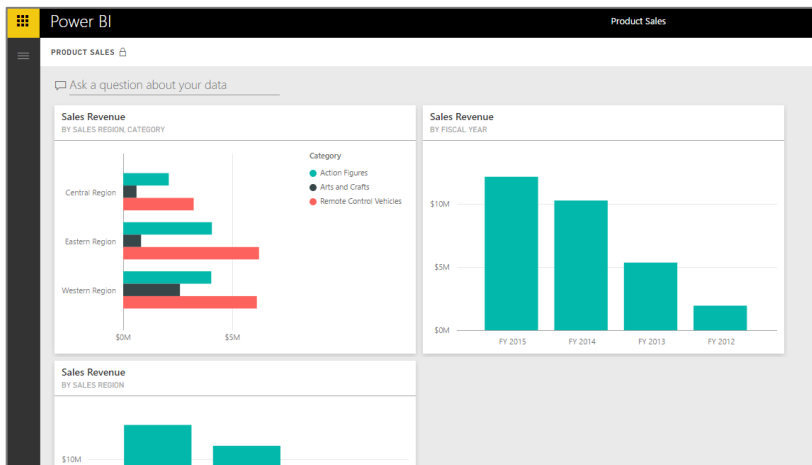 Power BI
Product Sales
PRODUCT SALES
Ask a question about your data
Sales Revenue
BY SALES REGION, CATEGORY
Category
Action Figures
Arts and Crafts
Remote Control Vehicles
Central Region
Eastern Region
Western Region
$0M
$5M
Sales Revenue
BY FISCAL YEAR
$10M
$5M
$0M
FY 2015
FY 2014
FY 2013
FY 2012
Sales Revenue
BY SALES REGION
$10M